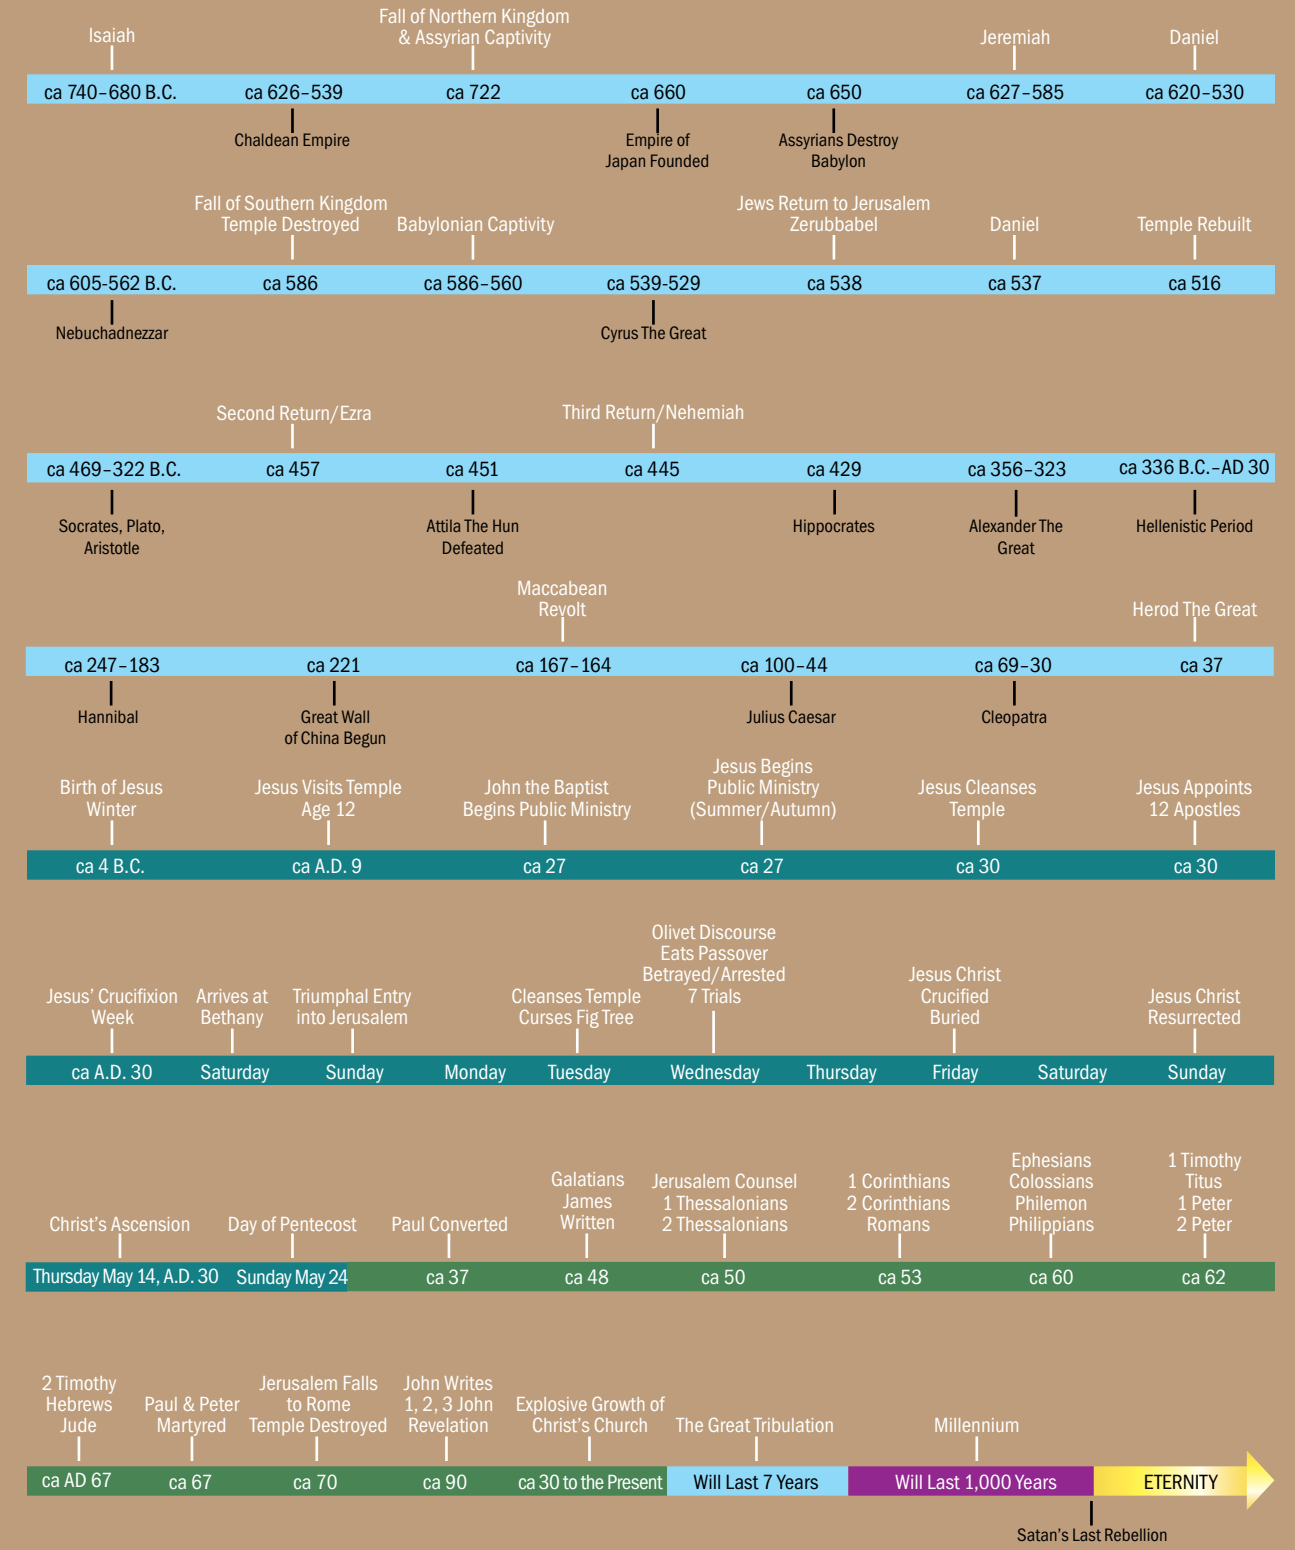 Isaiah
Fall of Northern Kingdom
& Assyrian Captivity
Jeremiah
Daniel
ca 740–680 B.C.
ca 626–539
ca 722
ca 660
ca 650
ca 627–585
ca 620–530
Chaldean Empire
Empire of
Japan Founded
Assyrians Destroy
Babylon
Fall of Southern Kingdom
Temple Destroyed
Babylonian Captivity
Jews Return to Jerusalem
Zerubbabel
Daniel
Temple Rebuilt
ca 605-562 B.C.
ca 586
ca 586–560
ca 539-529
ca 538
ca 537
ca 516
Nebuchadnezzar
Cyrus The Great
Second Return/Ezra
Third Return/Nehemiah
ca 469–322 B.C.
ca 457
ca 451
ca 445
ca 429
ca 356–323
ca 336 B.C.–AD 30
Socrates, Plato,
Aristotle
Attila The Hun
Defeated
Hippocrates
Alexander The
Great
Hellenistic Period
Maccabean
Revolt
Herod The Great
ca 247–183
ca 221
ca 167–164
ca 100–44
ca 69–30
ca 37
Hannibal
Great Wall
of China Begun
Julius Caesar
Cleopatra
Birth of Jesus
Winter
Jesus Visits Temple
Age 12
John the Baptist
Begins Public Ministry
Jesus Begins
Public Ministry
(Summer/Autumn)
Jesus Cleanses
Temple
Jesus Appoints
12 Apostles
ca 4 B.C.
ca A.D. 9
ca 27
ca 27
ca 30
ca 30
Jesus’ Crucifixion
Week
Arrives at
Bethany
Triumphal Entry
into Jerusalem
Cleanses Temple
Curses Fig Tree
Olivet Discourse
Eats Passover
Betrayed/Arrested
7 Trials
Jesus Christ
Crucified
Buried
Jesus Christ
Resurrected
ca A.D. 30
Saturday
Sunday
Monday
Tuesday
Wednesday
Thursday
Friday
Saturday
Sunday
Christ’s Ascension
Day of Pentecost
Paul Converted
Galatians
James
Written
Jerusalem Counsel
1 Thessalonians
2 Thessalonians
1 Corinthians
2 Corinthians
Romans
Ephesians
Colossians
Philemon
Philippians
1 Timothy
Titus
1 Peter
2 Peter
Thursday May 14, A.D. 30
Sunday May 24
ca 37
ca 48
ca 50
ca 53
ca 60
ca 62
2 Timothy
Hebrews
Jude
Paul & Peter
Martyred
Jerusalem Falls
to Rome
Temple Destroyed
John Writes
1, 2, 3 John
Revelation
Explosive Growth of
Christ’s Church
The Great Tribulation
Millennium
ca AD 67
ca 67
ca 70
ca 90
ca 30 to the Present
Will Last 7 Years
Will Last 1,000 Years
ETERNITY
Satan’s Last Rebellion